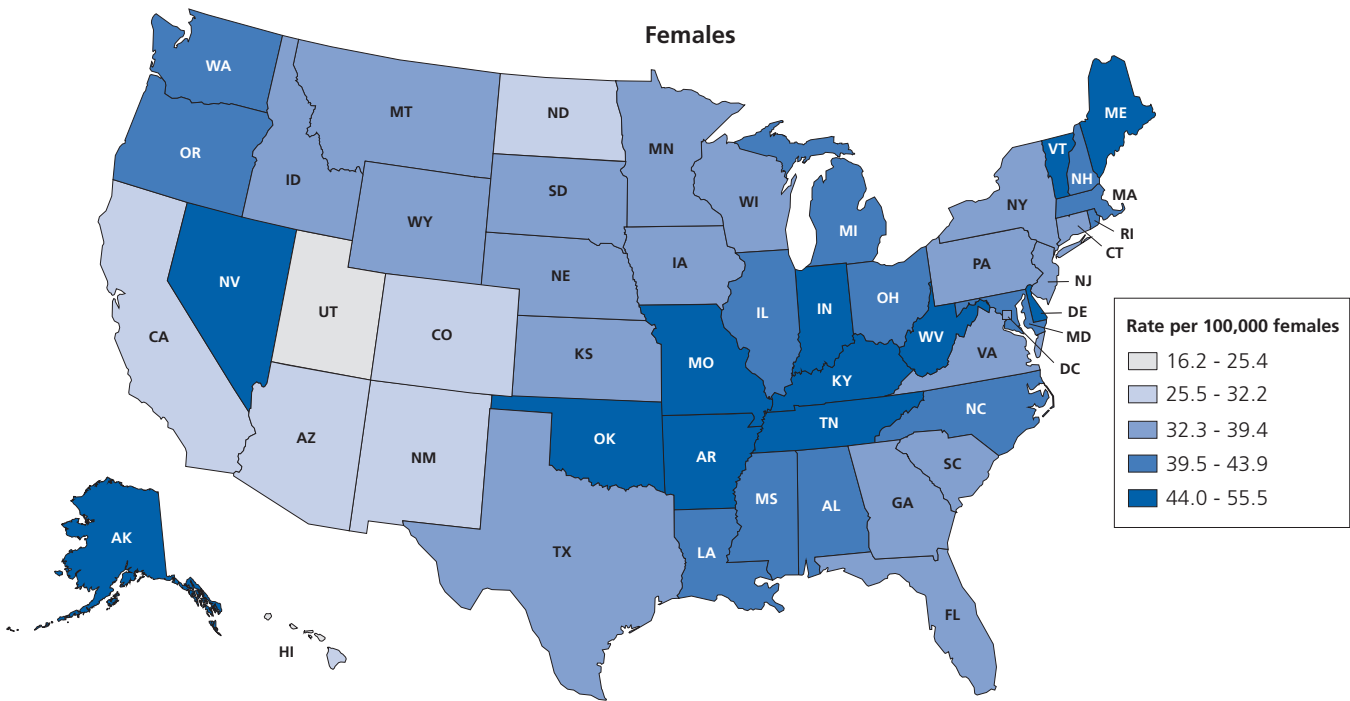 Females
WA
MT
ND
MN
ME
VT
NH
MA
OR
ID
SD
WI
NY
RI
WY
MI
CT
IA
PA
NE
NJ
NV
UT
IL
IN
OH
DE
CA
CO
KS
MO
WV
VA
MD
DC
KY
AZ
NM
OK
AR
TN
NC
SC
MS
AL
GA
TX
LA
FL
AK
HI
Rate per 100,000 females
16.2 - 25.4
25.5 - 32.2
32.3 - 39.4
39.5 - 43.9
44.0 - 55.5